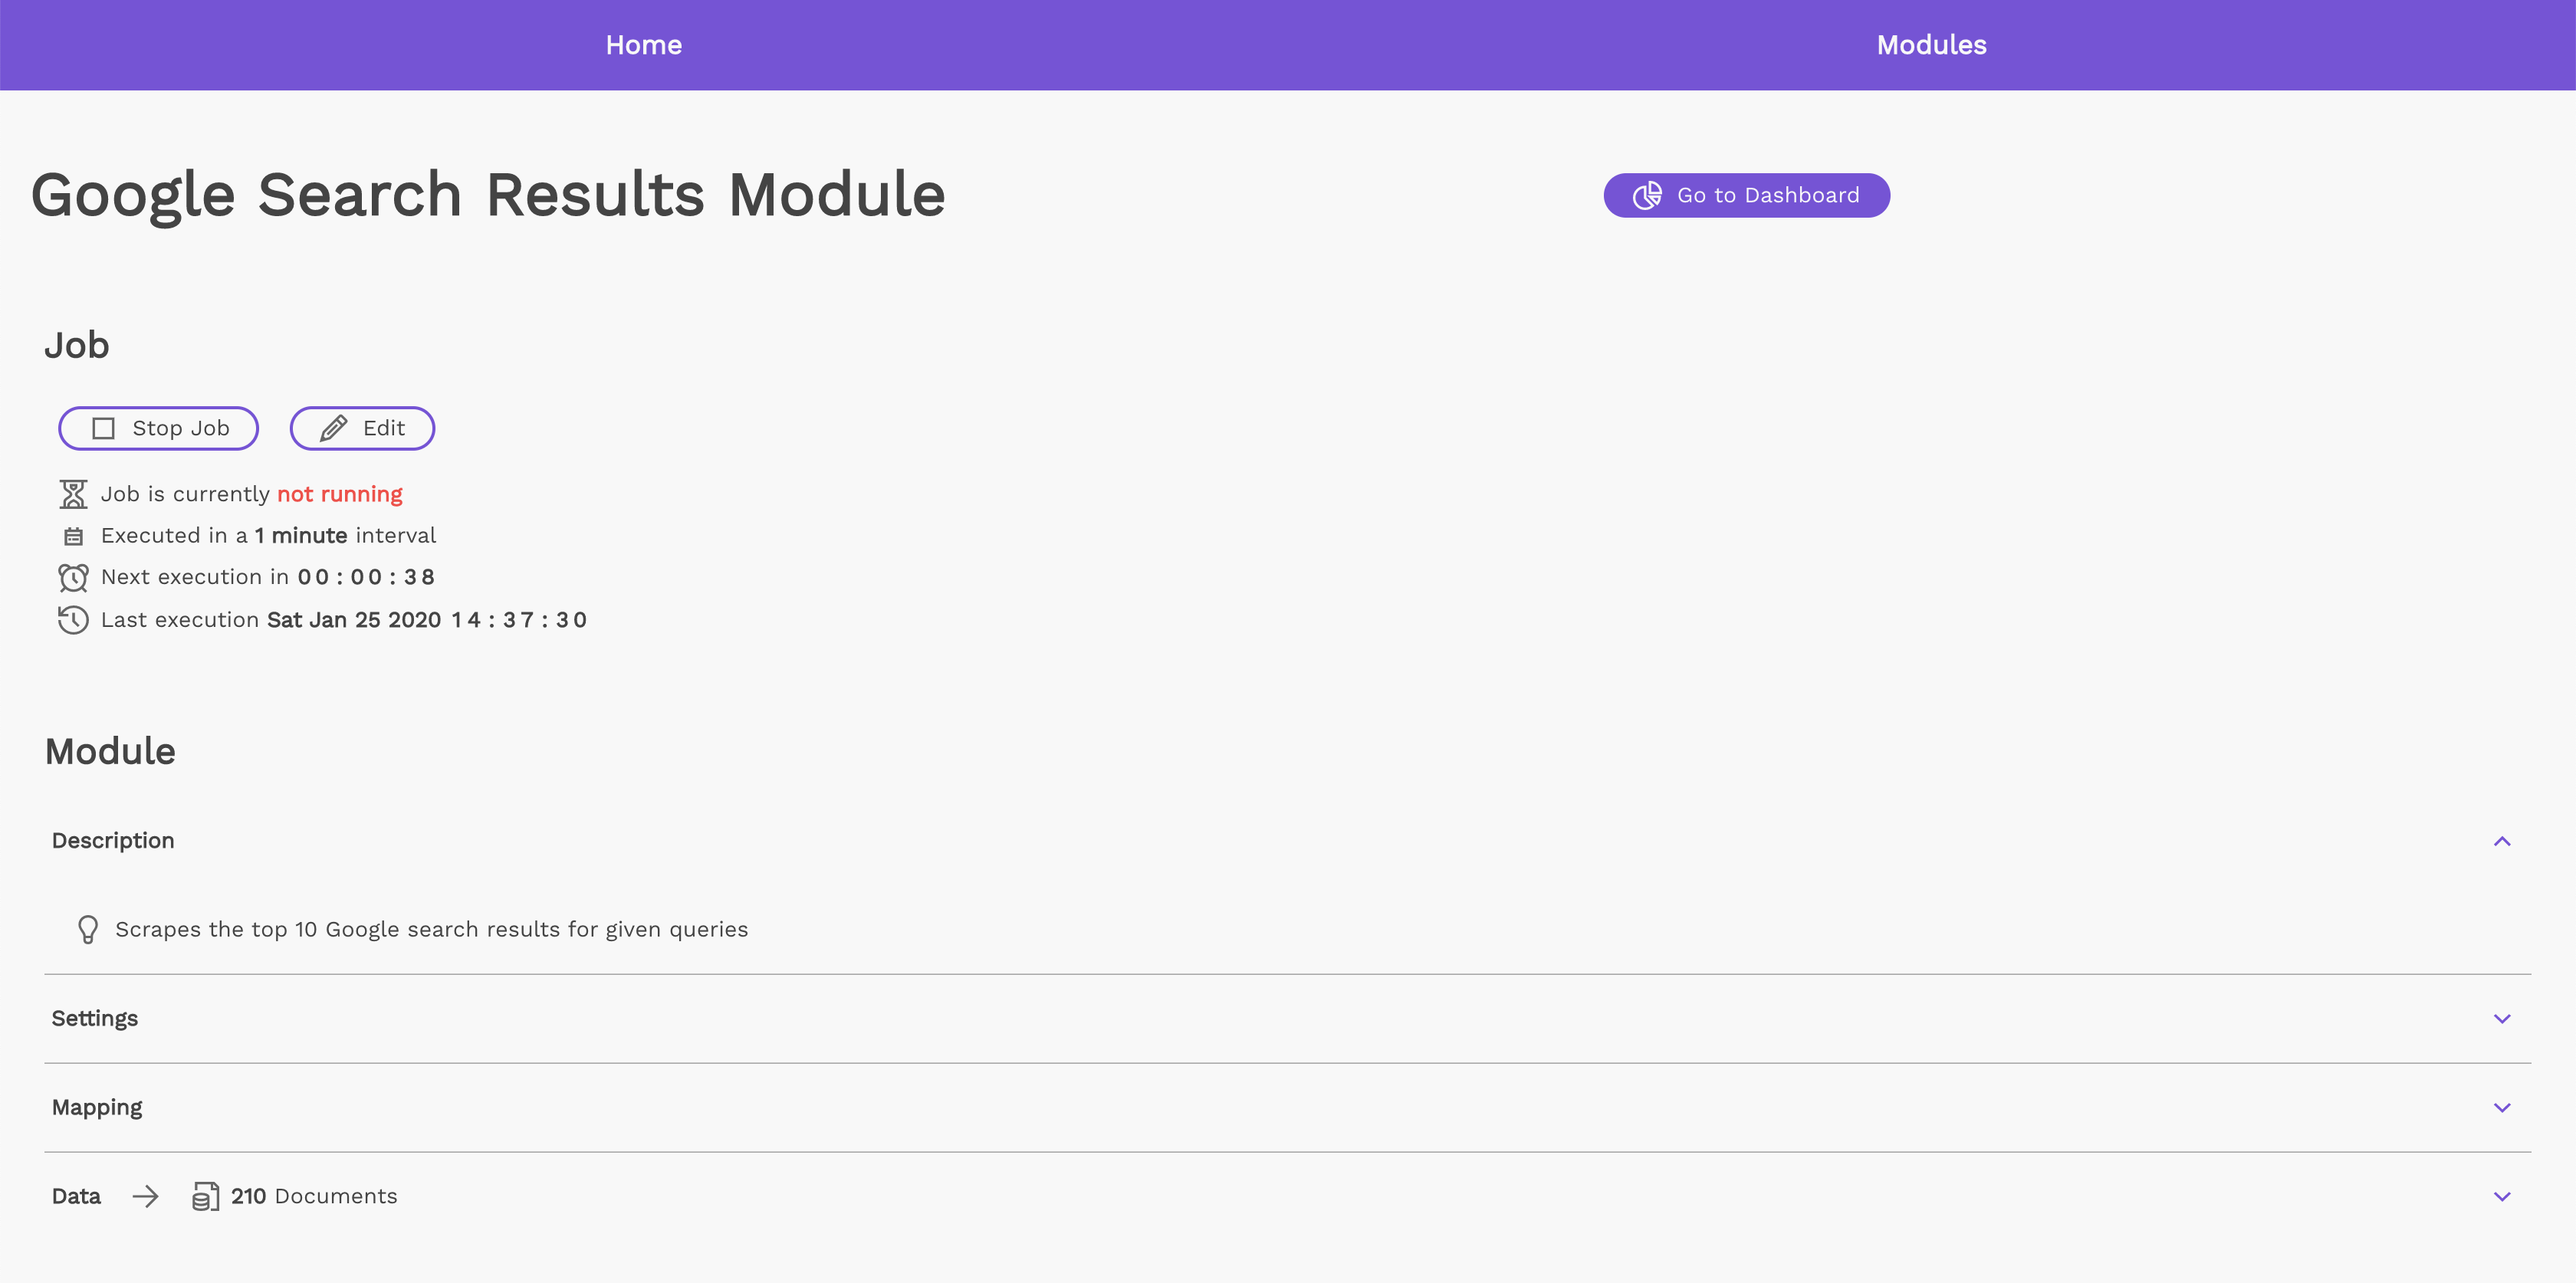 Home Modules
Google Search Results Module
Go to Dashboard
Job
Stop Job Edit
Job is currently not running
Executed in a 1 minute interval
Next execution in 00:00:38
Last execution Sat Jan 25 2020 14:37:30
Module
Description
Scrapes the top 10 Google search results for given queries
Settings
Mapping
Data 210 Documents